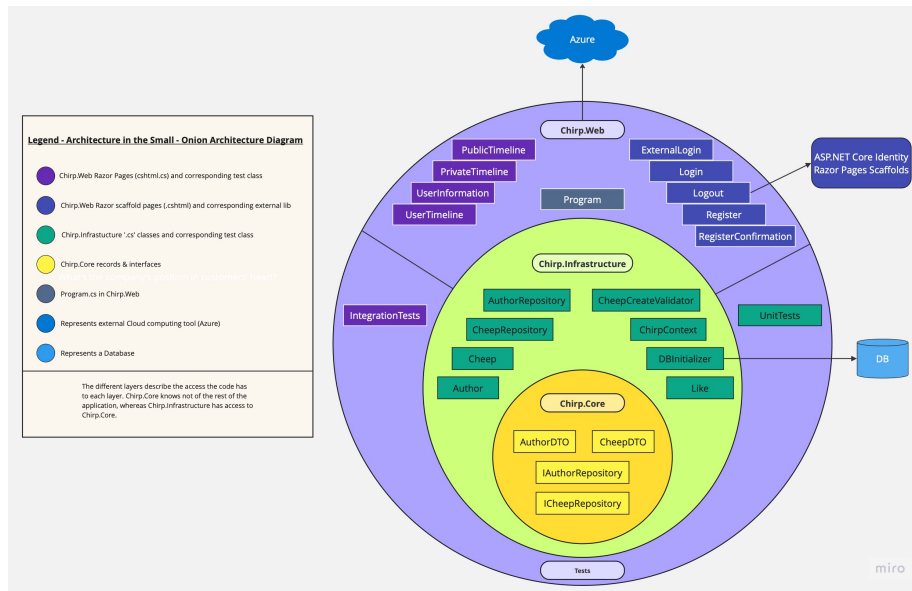 Azure
Chirp.Web
PublicTimeline
PrivateTimeline
UserInformation
UserTimeline
ExternalLogin
Login
Logout
Register
RegisterConfirmation
ASP.NET Core Identity
Razor Pages Scaffolds
Program
Legend - Architecture in the Small - Onion Architecture Diagram
Chirp.Web Razor Pages (cshtml.cs) and corresponding test class
Chirp.Web Razor scaffold pages (.cshtml) and corresponding external lib
Chirp.Infrastucture '.cs' classes and corresponding test class
Chirp.Core records & interfaces
Program.cs in Chirp.Web
Represents external Cloud computing tool (Azure)
Represents a Database
The different layers describe the access the code has
to each layer. Chirp.Core knows not of the rest of the
application, whereas Chirp.Infrastructure has access to
Chirp.Core.
Chirp.Infrastructure
AuthorRepository
CheepRepository
Cheep
Author
CheepCreateValidator
ChirpContext
DBInitializer
Like
IntegrationTests
UnitTests
DB
Chirp.Core
AuthorDTO
CheepDTO
IAuthorRepository
ICheepRepository
Tests
miro